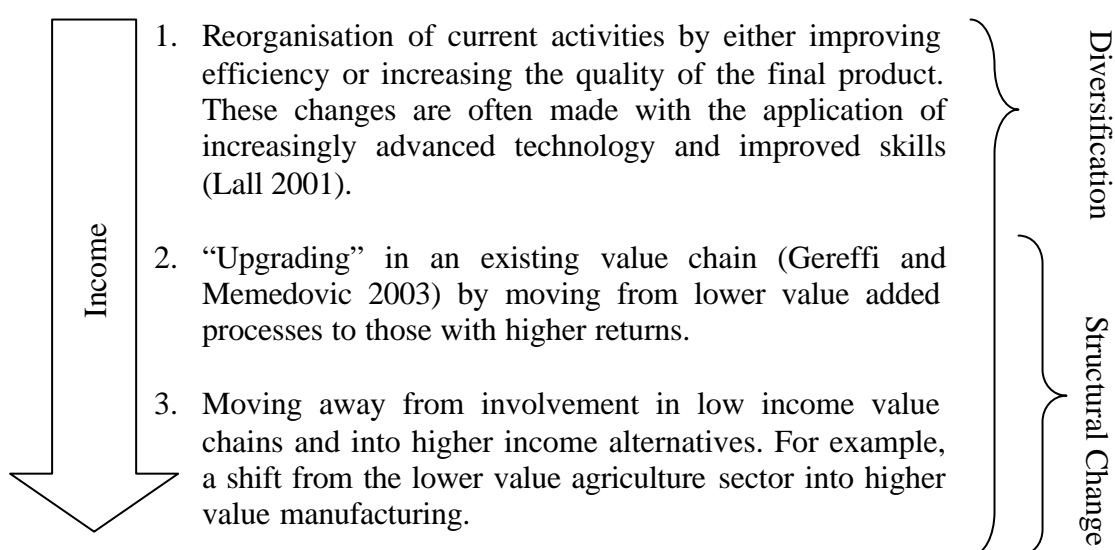 Income
1. Reorganisation of current activities by either improving
efficiency or increasing the quality of the final product.
These changes are often made with the application of
increasingly advanced technology and improved skills
(Lall 2001).
2. “Upgrading” in an existing value chain (Gereffi and
Memedovic 2003) by moving from lower value added
processes to those with higher returns.
3. Moving away from involvement in low income value
chains and into higher income alternatives. For example,
a shift from the lower value agriculture sector into higher
value manufacturing.
Diversification
Structural Change